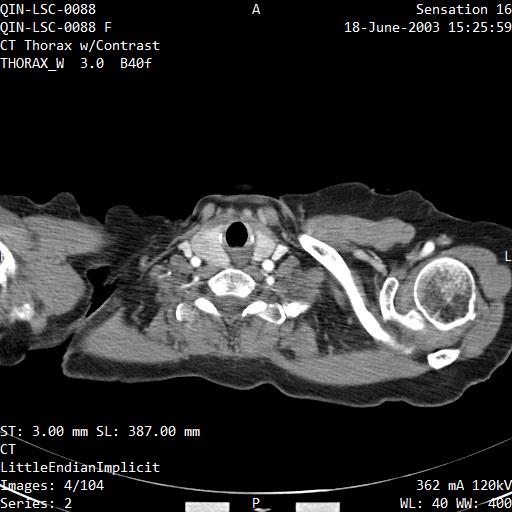 QIN-LSC-0088
A
Sensation 16
QIN-LSC-0088 F
18-June-2003 15:25:59
CT Thorax w/Contrast
THORAX_W 3.0 B40f
L
ST: 3.00 mm SL: 387.00 mm
CT
LittleEndianImplicit
Images: 4/104
362 mA 120kV
Series: 2
P
WL: 40 WW: 400